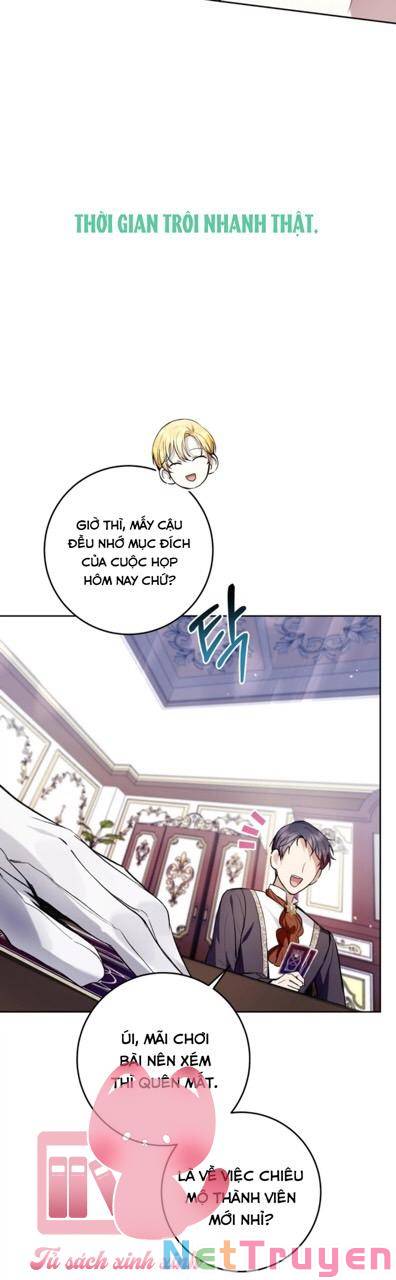 THỜI GIAN TRÔI NHANH THẬT.
GIỜ THÌ, MẤY CẬU
ĐỀU NHỚ MỤC ĐÍCH
CỦA CUỘC HỌP
HÔM NAY CHỨ?
탁
ÚI, MÃI CHƠI
BÀI NÊN XÉM
THÌ QUÊN MẤT.
LÀ VỀ VIỆC CHIÊU
MỘ THÀNH VIÊN
MỚI NHỈ?
Tủ sách xinh xinh
NetTruyen